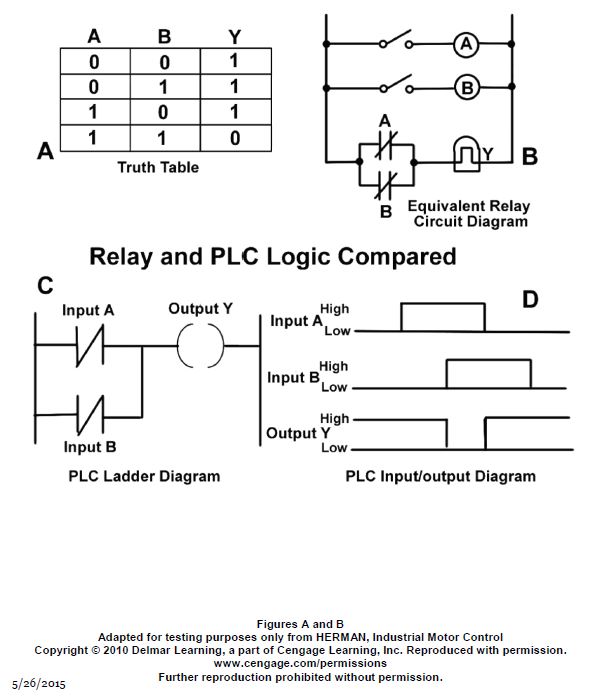 A B Y
0 0 1
0 1 1
1 0 1
1 1 0
A
Truth Table
A
B
A
Y
B
B
Equivalent Relay
Circuit Diagram
Relay and PLC Logic Compared
C
Input A
Output Y
Input B
PLC Ladder Diagram
D
High
Input A
Low
High
Input B
Low
High
Output Y
Low
PLC Input/output Diagram
Figures A and B
Adapted for testing purposes only from HERMAN, Industrial Motor Control
Copyright © 2010 Delmar Learning, a part of Cengage Learning, Inc. Reproduced with permission.
www.cengage.com/permissions
Further reproduction prohibited without permission.
5/26/2015